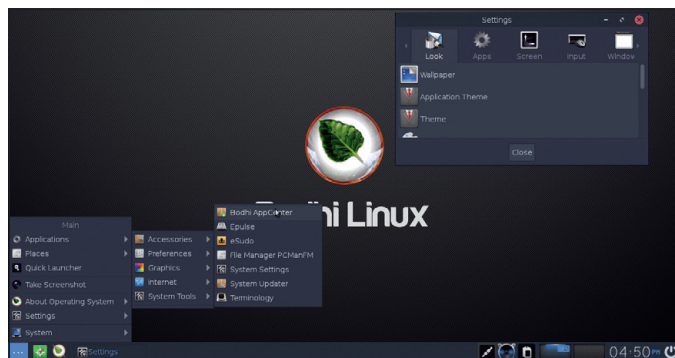 Settings
Look Apps Screen Input Window
Wallpaper
Application Theme
Theme
Close
Bodhi Linux
Main
Applications
Places
Quick Launcher
Take Screenshot
About Operating System
Settings
System
Accessories
Preferences
Graphics
Internet
System Tools
Bodhi AppCenter
Epulse
eSudo
File Manager PCManFM
System Settings
System Updater
Terminology
Settings
04:50 PM